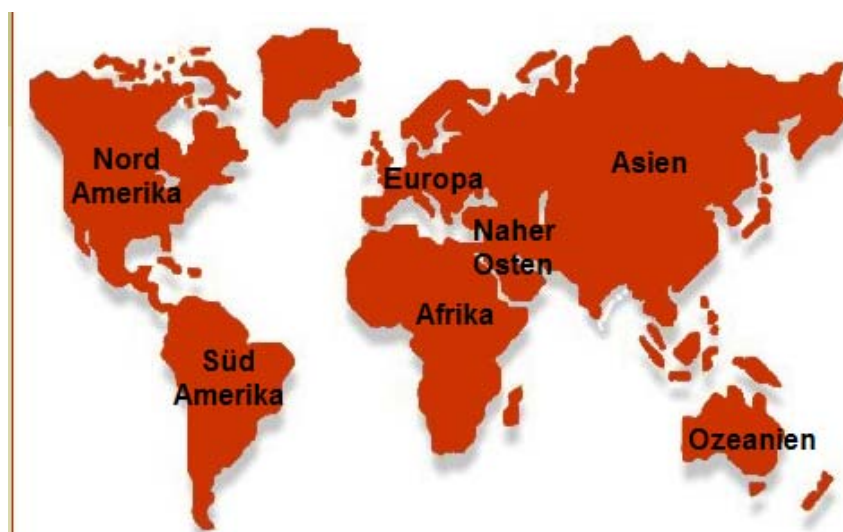 Nord
Amerika
Europa
Asien
Naher
Osten
Afrika
Süd
Amerika
Ozeanien